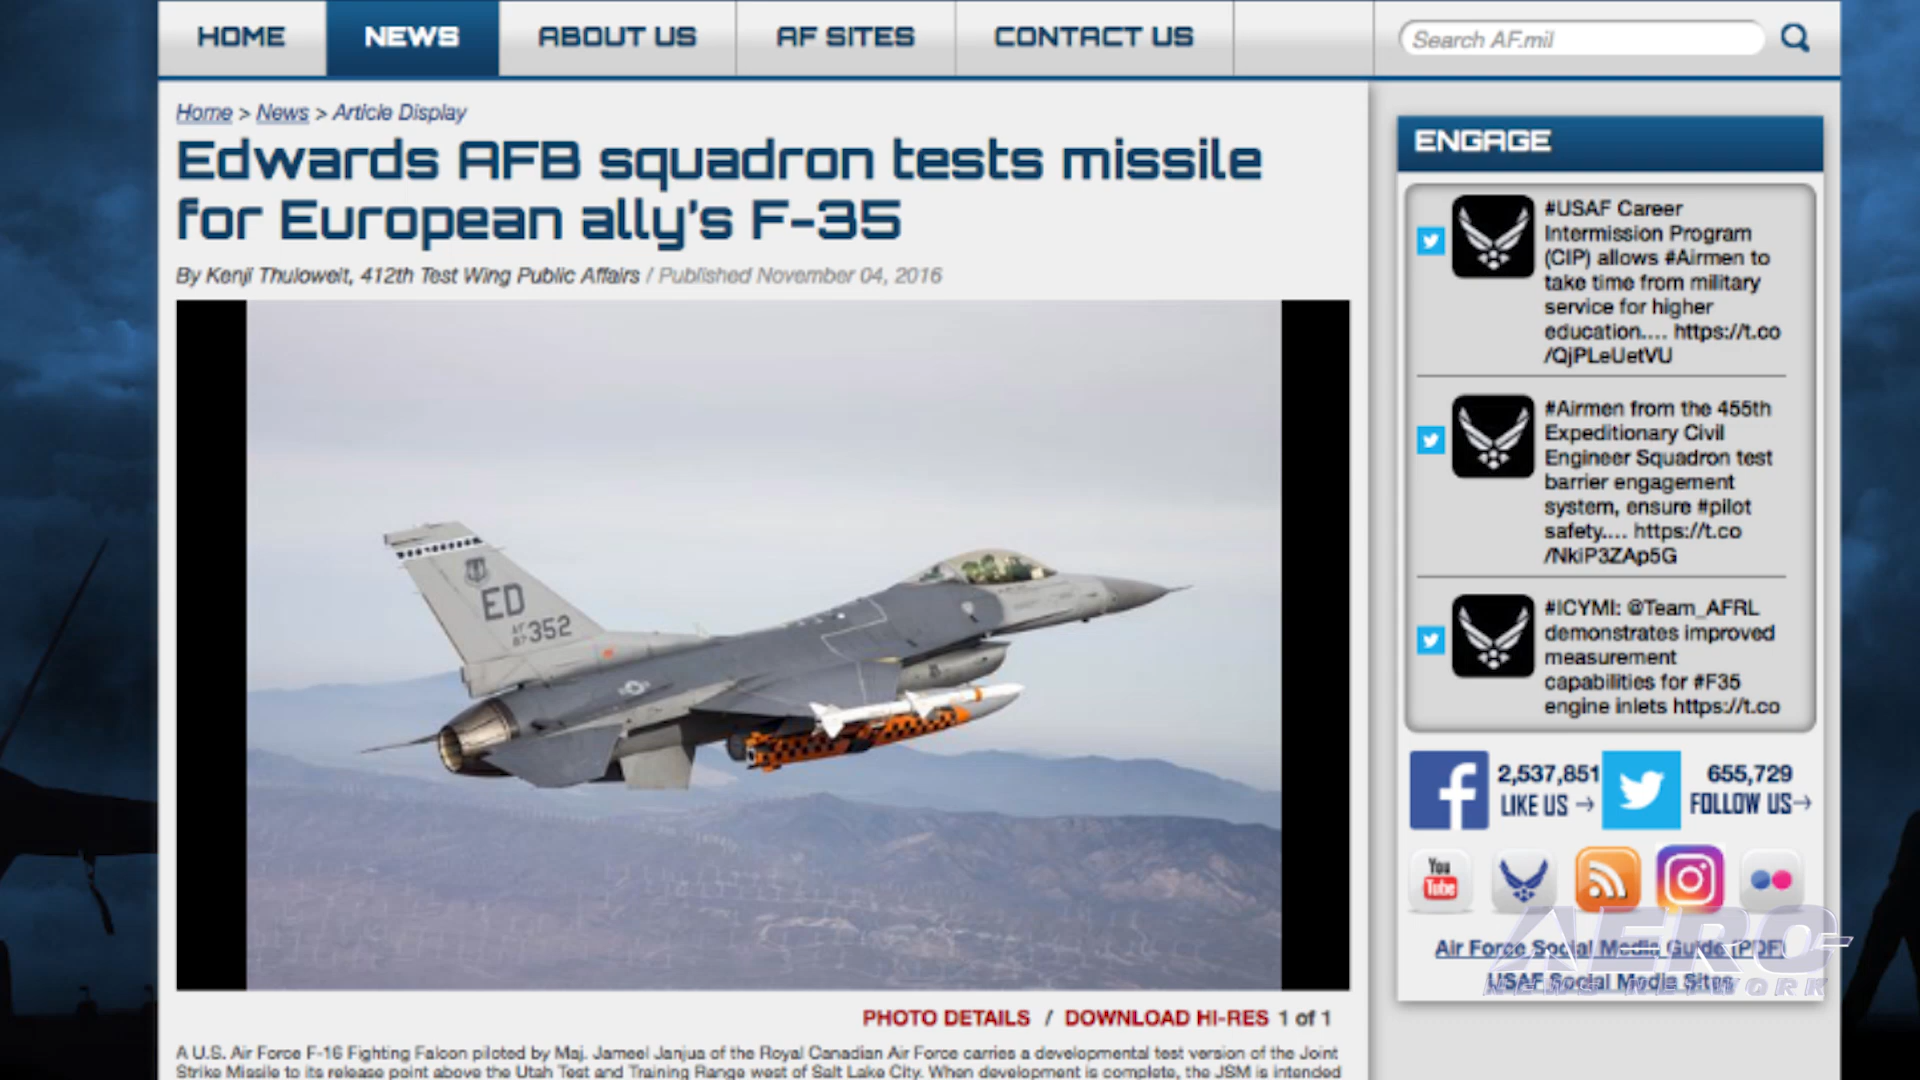 HOME NEWS ABOUT US AF SITES CONTACT US Search AF.mil
Home > News > Article Display
Edwards AFB squadron tests missile
for European ally's F-35
By Kenji Thuloweit, 412th Test Wing Public Affairs / Published November 04, 2016
ED
AF
87 352
PHOTO DETAILS / DOWNLOAD HI-RES 1 of 1
A U.S. Air Force F-16 Fighting Falcon piloted by Maj. Jameel Janjua of the Royal Canadian Air Force carries a developmental test version of the Joint
Strike Missile to its release point above the Utah Test and Training Range west of Salt Lake City. When development is complete, the JSM is intended
ENGAGE
#USAF Career
Intermission Program
(CIP) allows #Airmen to
take time from military
service for higher
education.... https://t.co
/QjPLeUetVU
#Airmen from the 455th
Expeditionary Civil
Engineer Squadron test
barrier engagement
system, ensure #pilot
safety.... https://t.co
/NkiP3ZAp5G
#ICYMI: @Team_AFRL
demonstrates improved
measurement
capabilities for #F35
engine inlets https://t.co
2,537,851
LIKE US →
655,729
FOLLOW US→
You
Tube
Air Force Social Media Guide (PDF)
USAF Social Media Sites
AERO
NEWS NETWORK